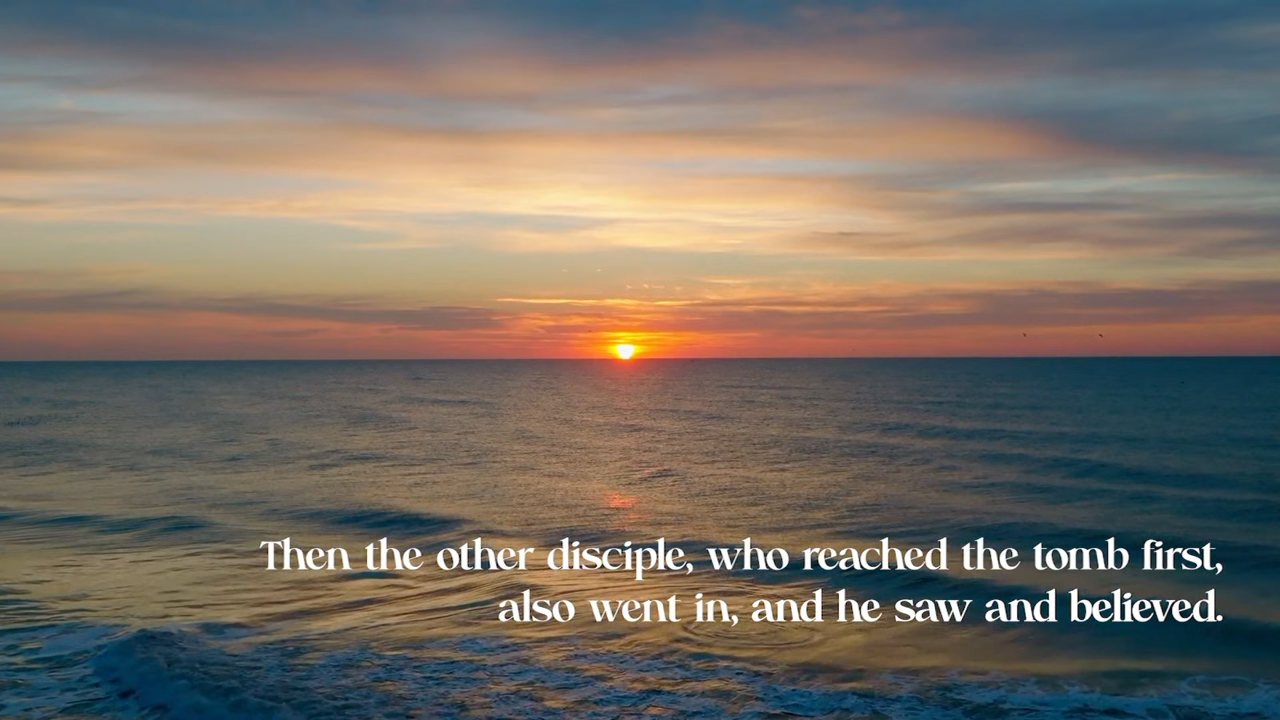 Then the other disciple, who reached the tomb first,
also went in, and he saw and believed.